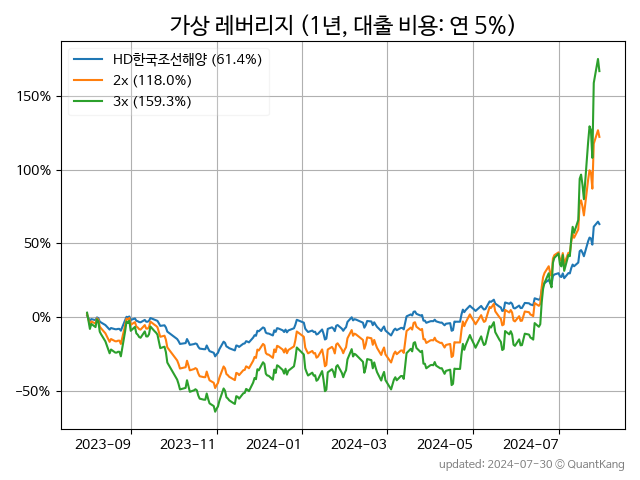 가상 레버리지 (1년, 대출 비용: 연 5%)
HD한국조선해양 (61.4%)
2x (118.0%)
3x (159.3%)
150%
100%
50%
0%
−50%
2023-09
2023-11
2024-01
2024-03
2024-05
2024-07
updated: 2024-07-30 © QuantKang